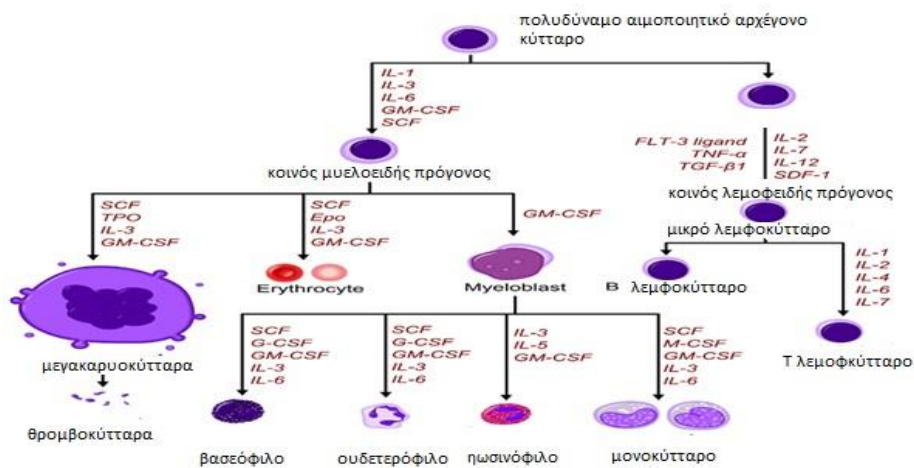 πολυδύναμο αιμοποιητικό αρχέγονο
κύτταρο
IL-1
IL-3
IL-6
GM-CSF
SCF
κοινός μυελοειδής πρόγονος
FLT-3 ligand
TNF-α
TGF-β1
IL-2
IL-7
IL-12
SDF-1
κοινός λεμοφειδής πρόγονος
μικρό λεμφοκύτταρο
SCF
TPO
IL-3
GM-CSF
SCF
Epo
IL-3
GM-CSF
GM-CSF
Erythrocyte
Myeloblast
B λεμφοκύτταρο
IL-1
IL-2
IL-4
IL-6
IL-7
Τ λεμοφκύτταρο
μεγακαρυοκύτταρα
θρομβοκύτταρα
SCF
G-CSF
GM-CSF
IL-3
IL-6
SCF
G-CSF
GM-CSF
IL-3
IL-6
IL-3
IL-5
GM-CSF
SCF
M-CSF
GM-CSF
IL-3
IL-6
βασεόφιλο
ουδετερόφιλο
ηωσινόφιλο
μονοκύτταρο